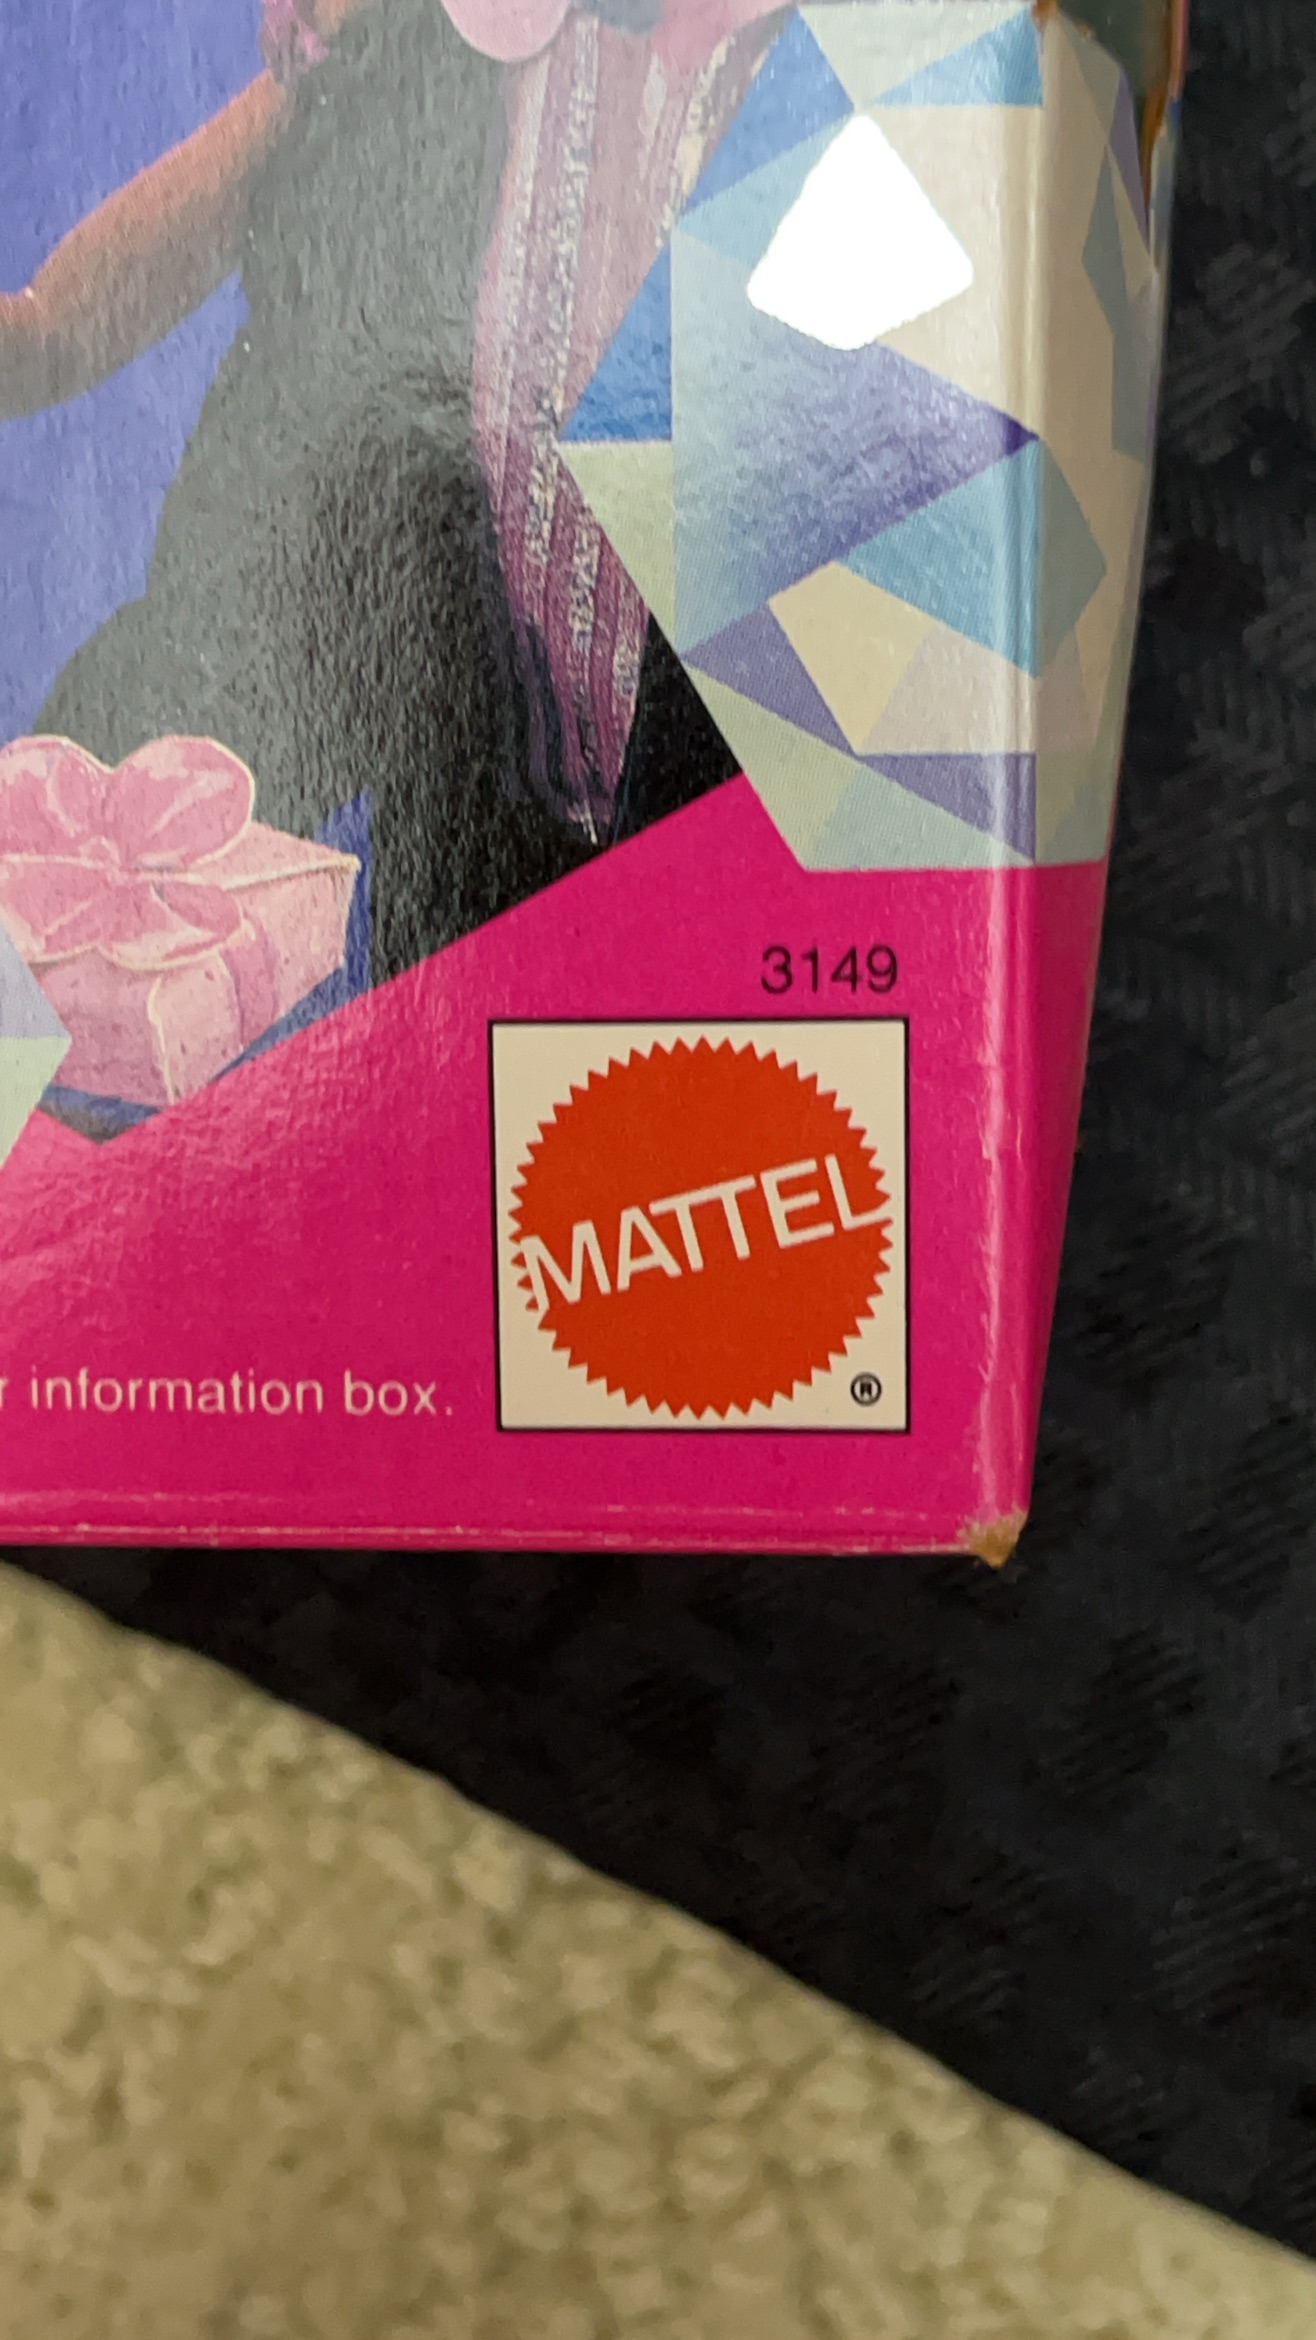 3149
MATTEL
®
information box.